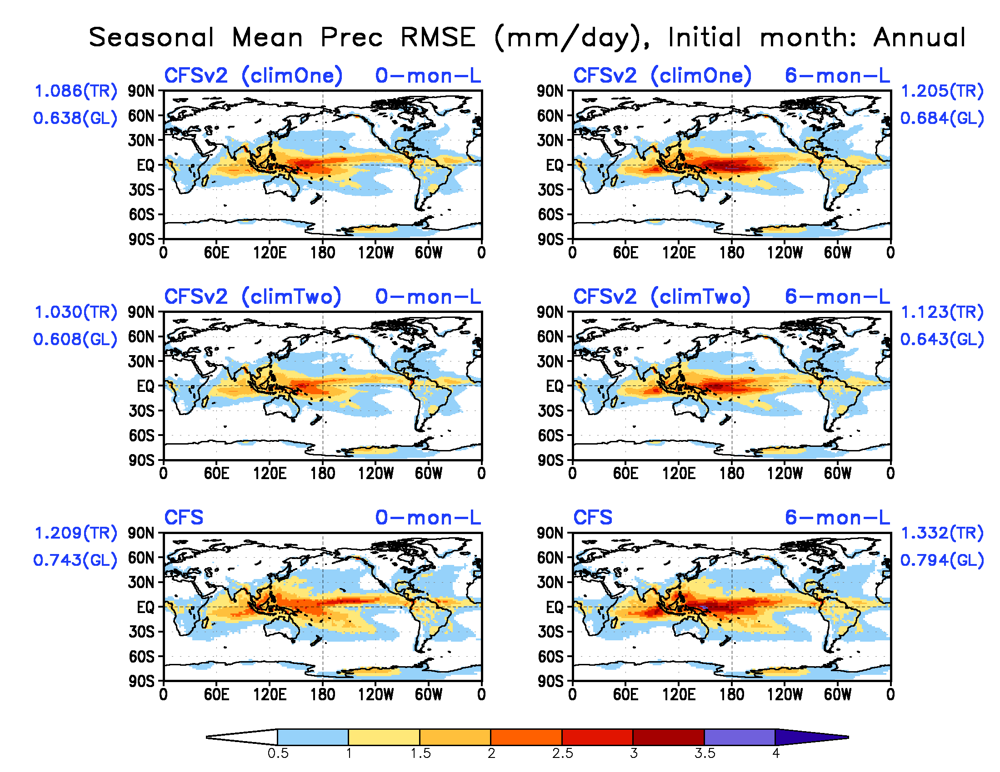 Seasonal Mean Prec RMSE (mm/day), Initial month: Annual
CFSv2 (climOne) 0-mon-L
1.086(TR)
0.638(GL)
90N
60N
30N
EQ
30S
60S
90S
0 60E 120E 180 120W 60W 0
CFSv2 (climOne) 6-mon-L
1.205(TR)
0.684(GL)
90N
60N
30N
EQ
30S
60S
90S
0 60E 120E 180 120W 60W 0
CFSv2 (climTwo) 0-mon-L
1.030(TR)
0.608(GL)
90N
60N
30N
EQ
30S
60S
90S
0 60E 120E 180 120W 60W 0
CFSv2 (climTwo) 6-mon-L
1.123(TR)
0.643(GL)
90N
60N
30N
EQ
30S
60S
90S
0 60E 120E 180 120W 60W 0
CFS 0-mon-L
1.209(TR)
0.743(GL)
90N
60N
30N
EQ
30S
60S
90S
0 60E 120E 180 120W 60W 0
CFS 6-mon-L
1.332(TR)
0.794(GL)
90N
60N
30N
EQ
30S
60S
90S
0 60E 120E 180 120W 60W 0
0.5 1 1.5 2 2.5 3 3.5 4